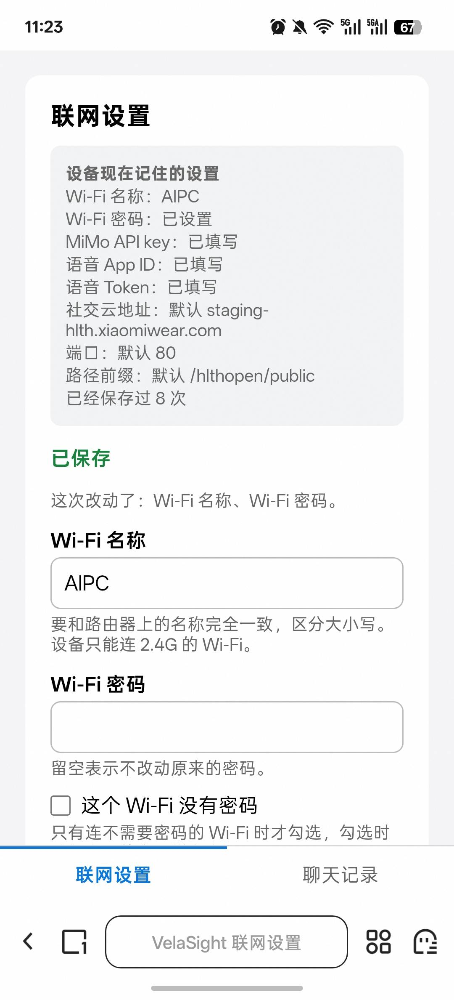 11:23
5G 5GA 67
联网设置
设备现在记住的设置
Wi-Fi 名称：AIPC
Wi-Fi 密码：已设置
MiMo API key：已填写
语音 App ID：已填写
语音 Token：已填写
社交云地址：默认 staging-
hlth.xiaomiwear.com
端口：默认 80
路径前缀：默认 /hlthopen/public
已经保存过 8 次
已保存
这次改动了：Wi-Fi 名称、Wi-Fi 密码。
Wi-Fi 名称
AIPC
要和路由器上的名称完全一致，区分大小写。
设备只能连 2.4G 的 Wi-Fi。
Wi-Fi 密码
留空表示不改动原来的密码。
这个 Wi-Fi 没有密码
只有连不需要密码的 Wi-Fi 时才勾选，勾选时
联网设置
聊天记录
1
VelaSight 联网设置